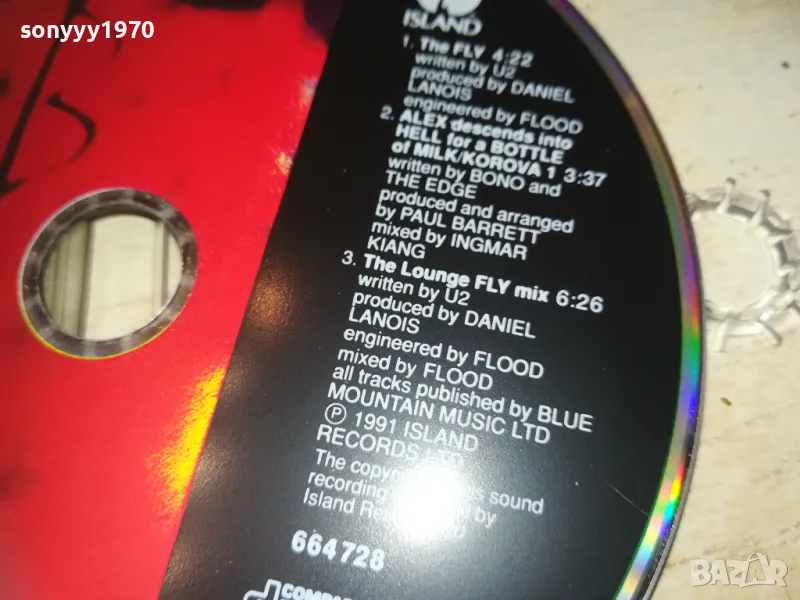 sonyyy1970
ISLAND
1. The FLY 4:22
written by U2
produced by DANIEL
LANOIS
engineered by FLOOD
2. ALEX descends into
HELL for a BOTTLE
of MILK/KOROVA 1 3:37
written by BONO and
THE EDGE
produced and arranged
by PAUL BARRETT
mixed by INGMAR
KIANG
3. The Lounge FLY mix 6:26
written by U2
produced by DANIEL
LANOIS
engineered by FLOOD
mixed by FLOOD
all tracks published by BLUE
MOUNTAIN MUSIC LTD
℗ 1991 ISLAND
RECORDS
The sound
recording by
Island
664728
BAZAR